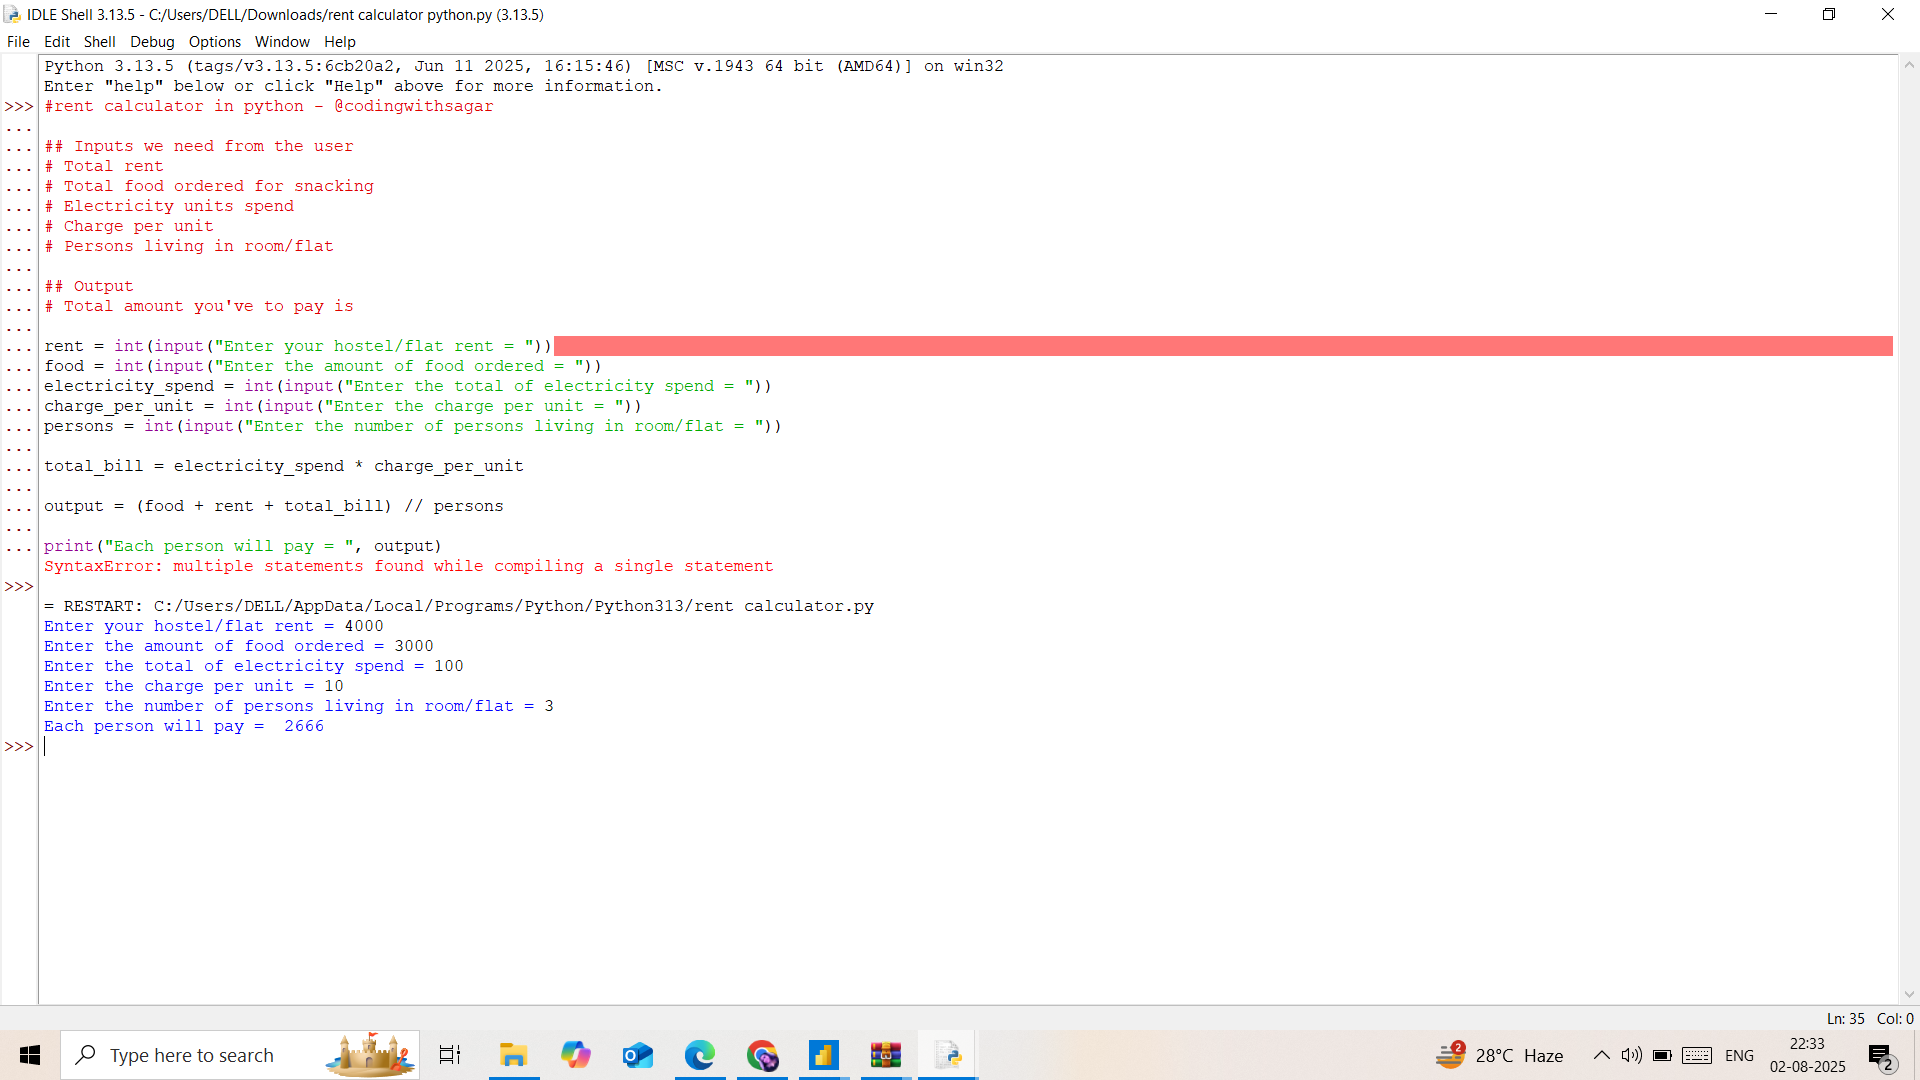 IDLE Shell 3.13.5 - C:/Users/DELL/Downloads/rent calculator python.py (3.13.5)
File Edit Shell Debug Options Window Help
Python 3.13.5 (tags/v3.13.5:6cb20a2, Jun 11 2025, 16:15:46) [MSC v.1943 64 bit (AMD64)] on win32
Enter "help" below or click "Help" above for more information.
>>> #rent calculator in python - @codingwithsagar
...
... ## Inputs we need from the user
... # Total rent
... # Total food ordered for snacking
... # Electricity units spend
... # Charge per unit
... # Persons living in room/flat
...
... ## Output
... # Total amount you've to pay is
...
... rent = int(input("Enter your hostel/flat rent = "))
... food = int(input("Enter the amount of food ordered = "))
... electricity_spend = int(input("Enter the total of electricity spend = "))
... charge_per_unit = int(input("Enter the charge per unit = "))
... persons = int(input("Enter the number of persons living in room/flat = "))
...
... total_bill = electricity_spend * charge_per_unit
...
... output = (food + rent + total_bill) // persons
...
... print("Each person will pay = ", output)
SyntaxError: multiple statements found while compiling a single statement
>>>
= RESTART: C:/Users/DELL/AppData/Local/Programs/Python/Python313/rent calculator.py
Enter your hostel/flat rent = 4000
Enter the amount of food ordered = 3000
Enter the total of electricity spend = 100
Enter the charge per unit = 10
Enter the number of persons living in room/flat = 3
Each person will pay =  2666
>>>
Ln: 35 Col: 0
Type here to search
2
28°C Haze
ENG
22:33
02-08-2025
2